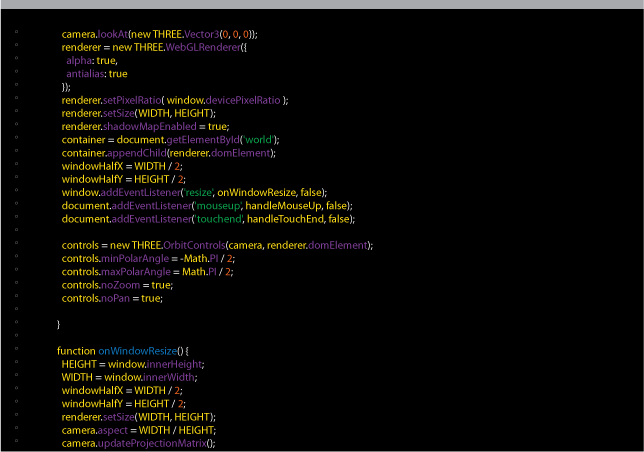 camera.lookAt(new THREE.Vector3(0, 0, 0));
renderer = new THREE.WebGLRenderer({
alpha: true,
antialias: true
});
renderer.setPixelRatio( window.devicePixelRatio );
renderer.setSize(WIDTH, HEIGHT);
renderer.shadowMapEnabled = true;
container = document.getElementById('world');
container.appendChild(renderer.domElement);
windowHalfX = WIDTH / 2;
windowHalfY = HEIGHT / 2;
window.addEventListener('resize', onWindowResize, false);
document.addEventListener('mouseup', handleMouseUp, false);
document.addEventListener('touchend', handleTouchEnd, false);
controls = new THREE.OrbitControls(camera, renderer.domElement);
controls.minPolarAngle = -Math.PI / 2;
controls.maxPolarAngle = Math.PI / 2;
controls.noZoom = true;
controls.noPan = true;
}
function onWindowResize() {
HEIGHT = window.innerHeight;
WIDTH = window.innerWidth;
windowHalfX = WIDTH / 2;
windowHalfY = HEIGHT / 2;
renderer.setSize(WIDTH, HEIGHT);
camera.aspect = WIDTH / HEIGHT;
camera.updateProjectionMatrix();